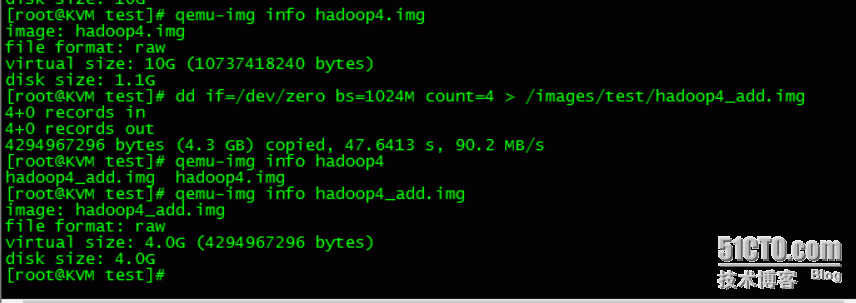 disk size: 10G
[root@KVM test]# qemu-img info hadoop4.img
image: hadoop4.img
file format: raw
virtual size: 10G (10737418240 bytes)
disk size: 1.1G
[root@KVM test]# dd if=/dev/zero bs=1024M count=4 > /images/test/hadoop4_add.img
4+0 records in
4+0 records out
4294967296 bytes (4.3 GB) copied, 47.6413 s, 90.2 MB/s
[root@KVM test]# qemu-img info hadoop4
hadoop4_add.img  hadoop4.img
[root@KVM test]# qemu-img info hadoop4_add.img
image: hadoop4_add.img
file format: raw
virtual size: 4.0G (4294967296 bytes)
disk size: 4.0G
[root@KVM test]#
51CTO.com
技术博客 Blog